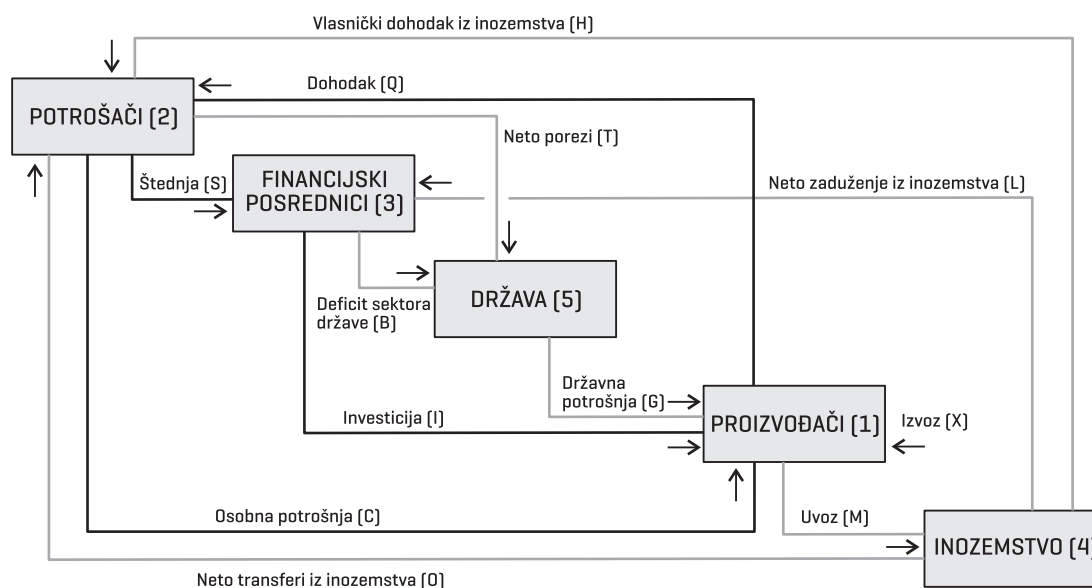 Vlasnički dohodak iz inozemstva (H)
Dohodak (Q)
POTROŠAČI (2)
Neto porezi (T)
Štednja (S)
FINANCIJSKI
POSREDNICI (3)
Neto zaduženje iz inozemstva (L)
DRŽAVA (5)
Deficit sektora
države (B)
Državna
potrošnja (G)
Investicija (I)
PROIZVOĐAČI (1)
Izvoz (X)
Osobna potrošnja (C)
Uvoz (M)
INOZEMSTVO (4)
Neto transferi iz inozemstva (O)